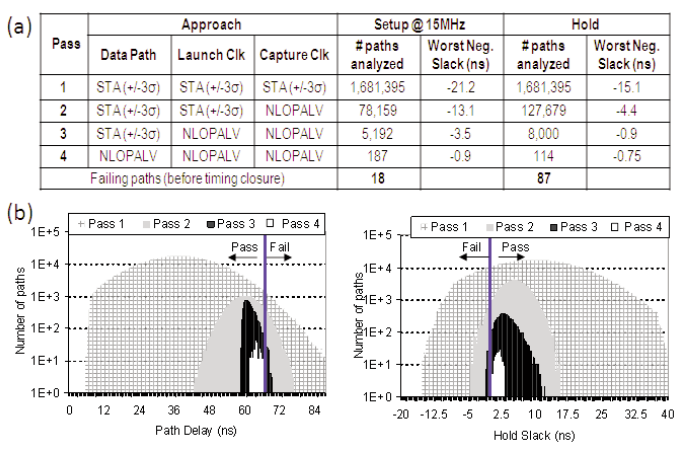 (a)
Pass Approach Setup @ 15MHz Hold
Data Path Launch Clk Capture Clk # paths analyzed Worst Neg. Slack (ns) # paths analyzed Worst Neg. Slack (ns)
1 STA(+/-3σ) STA(+/-3σ) STA(+/-3σ) 1,681,395 -21.2 1,681,395 -15.1
2 STA(+/-3σ) STA(+/-3σ) NLOPALV 78,159 -13.1 127,679 -4.4
3 STA(+/-3σ) NLOPALV NLOPALV 5,192 -3.5 8,000 -0.9
4 NLOPALV NLOPALV NLOPALV 187 -0.9 114 -0.75
Failing paths (before timing closure) 18 87
(b)
Pass 1 Pass 2 Pass 3 Pass 4
Pass Fail
Number of paths
1E+5
1E+4
1E+3
1E+2
1E+1
1E+0
0 12 24 36 48 60 72 84
Path Delay (ns)
Pass 1 Pass 2 Pass 3 Pass 4
Fail Pass
Number of paths
1E+5
1E+4
1E+3
1E+2
1E+1
1E+0
-20 -12.5 -5 2.5 10 17.5 25 32.5 40
Hold Slack (ns)